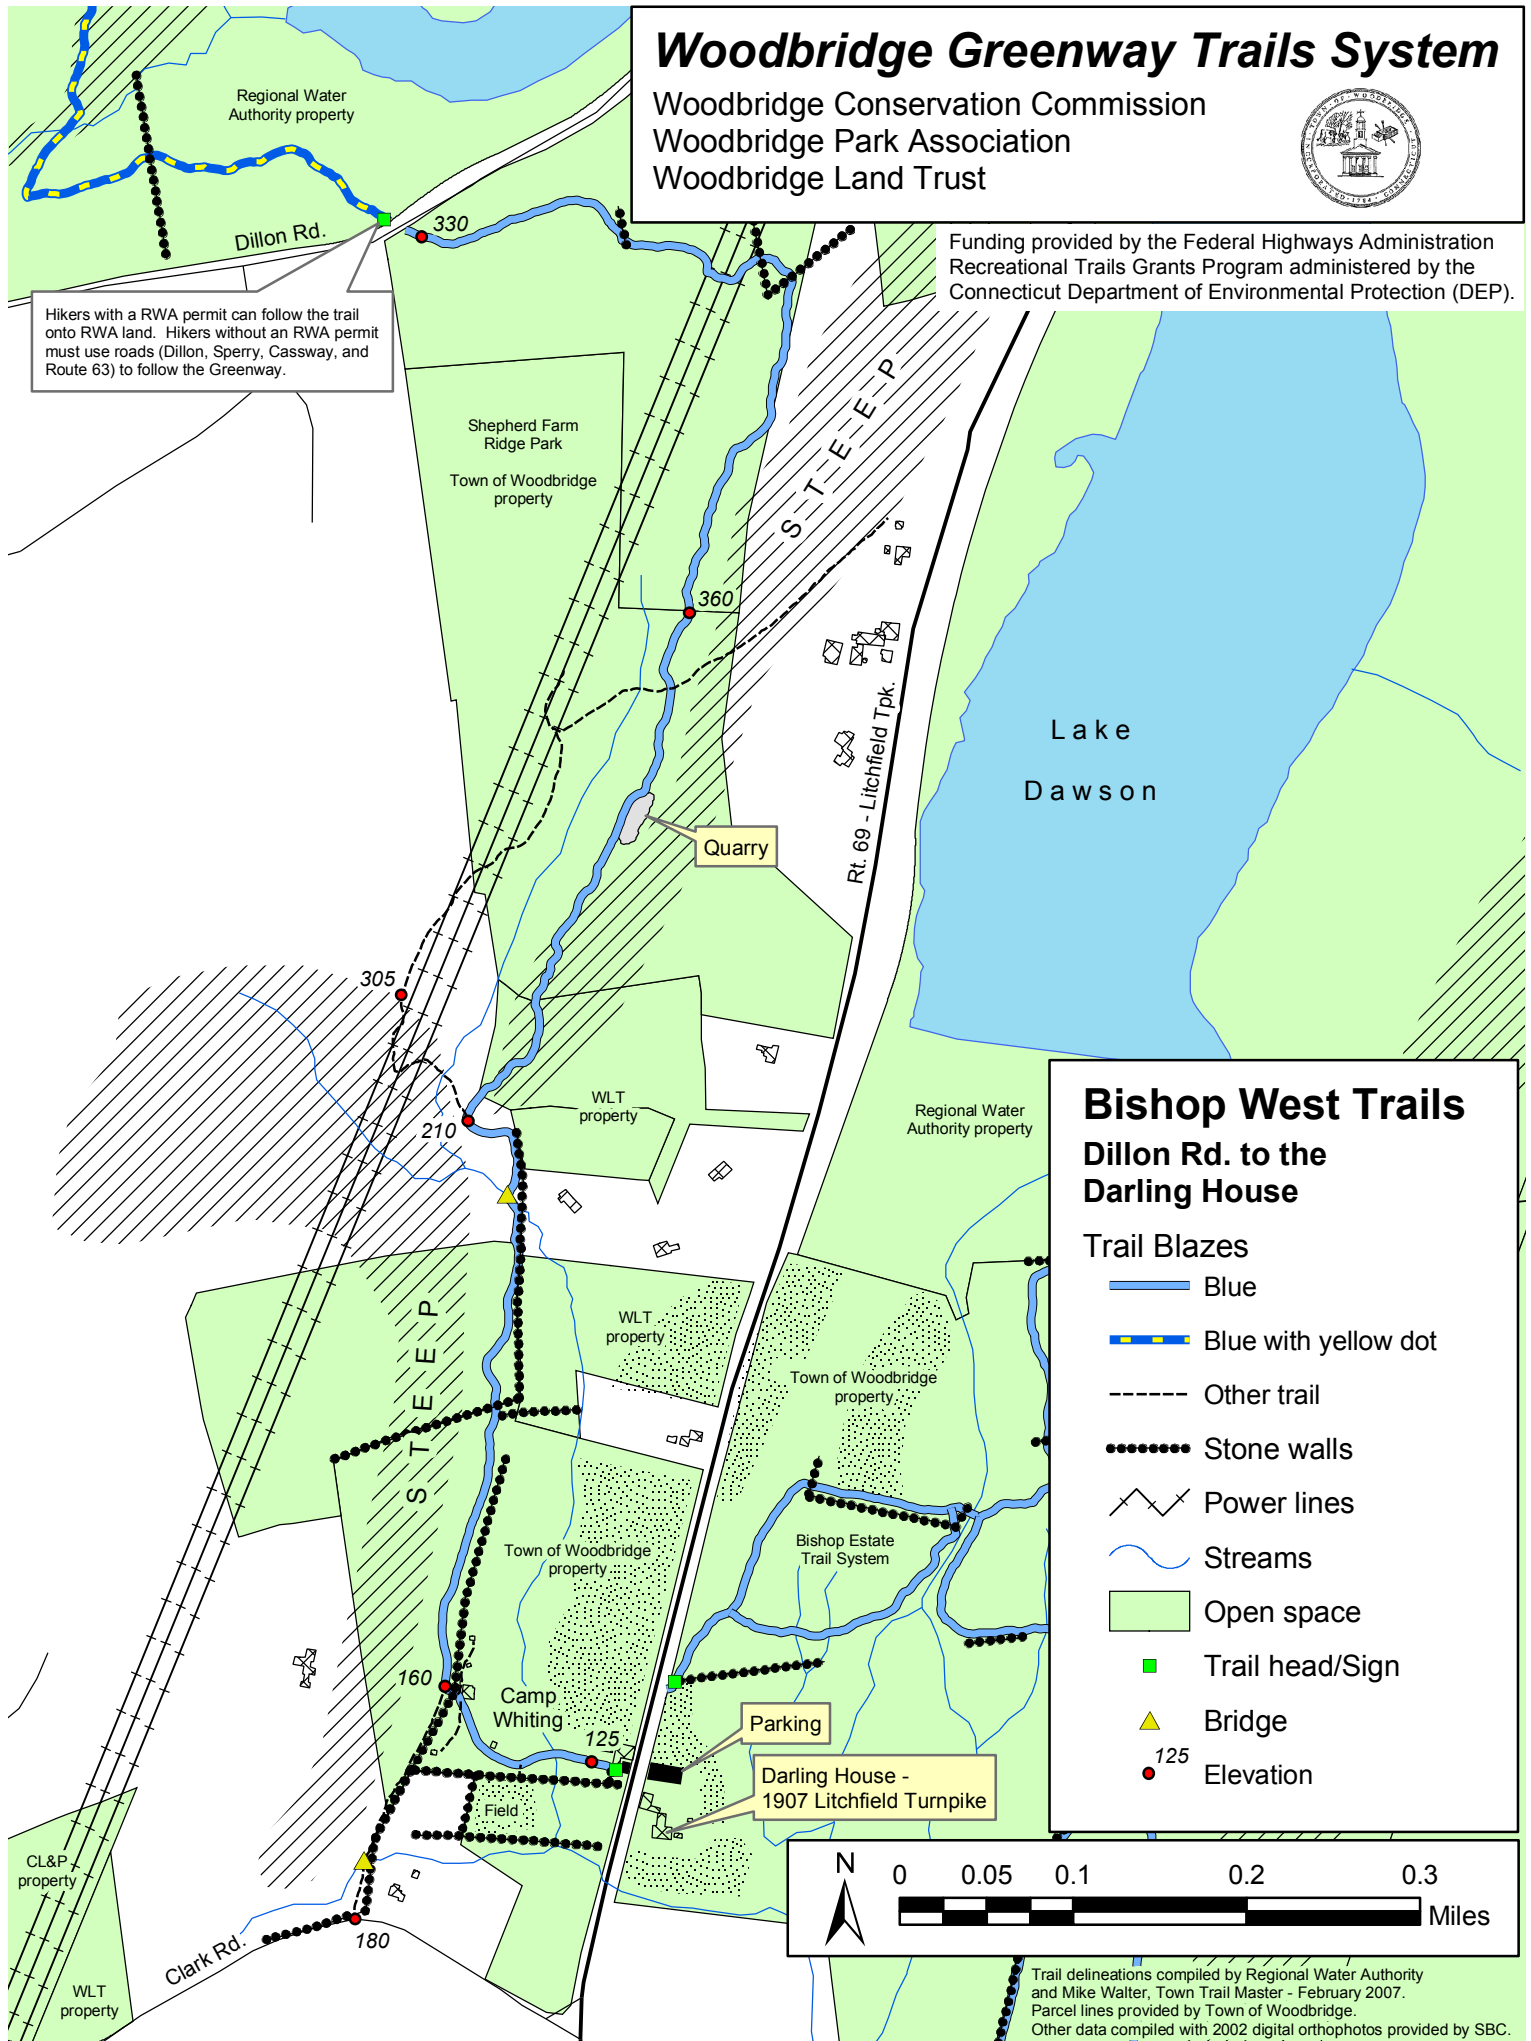 Woodbridge Greenway Trails System
Woodbridge Conservation Commission
Woodbridge Park Association
Woodbridge Land Trust
Funding provided by the Federal Highways Administration
Recreational Trails Grants Program administered by the
Connecticut Department of Environmental Protection (DEP).
Regional Water
Authority property
Dillon Rd.
330
Hikers with a RWA permit can follow the trail
onto RWA land. Hikers without an RWA permit
must use roads (Dillon, Sperry, Cassway, and
Route 63) to follow the Greenway.
Shepherd Farm
Ridge Park
Town of Woodbridge
property
STEEP
360
Rt. 69 - Litchfield Tpk.
Lake
Dawson
Quarry
305
210
WLT
property
Regional Water
Authority property
STEEP
WLT
property
Town of Woodbridge
property
Town of Woodbridge
property
Bishop Estate
Trail System
160
Camp
Whiting
125
Parking
Darling House -
1907 Litchfield Turnpike
Field
CL&P
property
180
Clark Rd.
WLT
property
Bishop West Trails
Dillon Rd. to the
Darling House
Trail Blazes
Blue
Blue with yellow dot
Other trail
Stone walls
Power lines
Streams
Open space
Trail head/Sign
Bridge
125
Elevation
N
0 0.05 0.1 0.2 0.3
Miles
Trail delineations compiled by Regional Water Authority
and Mike Walter, Town Trail Master - February 2007.
Parcel lines provided by Town of Woodbridge.
Other data compiled with 2002 digital orthophotos provided by SBC.